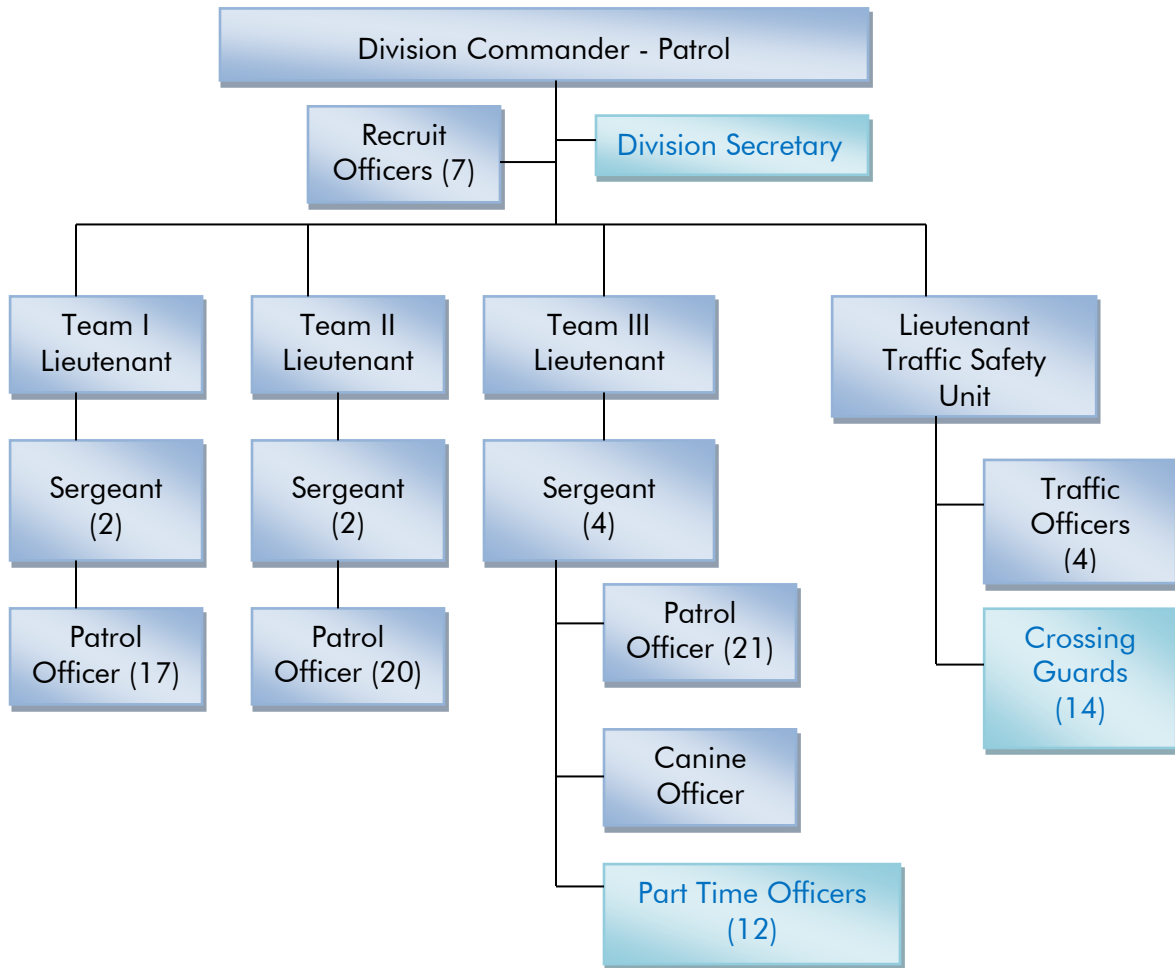 Division Commander - Patrol
Recruit
Officers (7)
Division Secretary
Team I
Lieutenant
Team II
Lieutenant
Team III
Lieutenant
Lieutenant
Traffic Safety
Unit
Sergeant
(2)
Sergeant
(2)
Sergeant
(4)
Traffic
Officers
(4)
Patrol
Officer (17)
Patrol
Officer (20)
Patrol
Officer (21)
Crossing
Guards
(14)
Canine
Officer
Part Time Officers
(12)